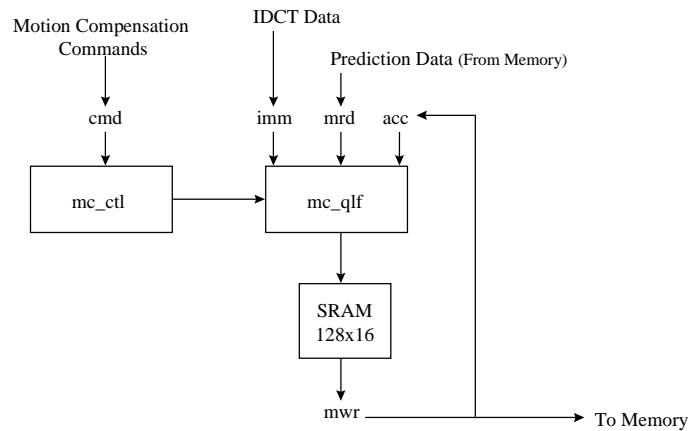 IDCT Data
Motion Compensation
Commands
Prediction Data (From Memory)
cmd
imm
mrd
acc
mc_ctl
mc_qlf
SRAM
128x16
mwr
To Memory